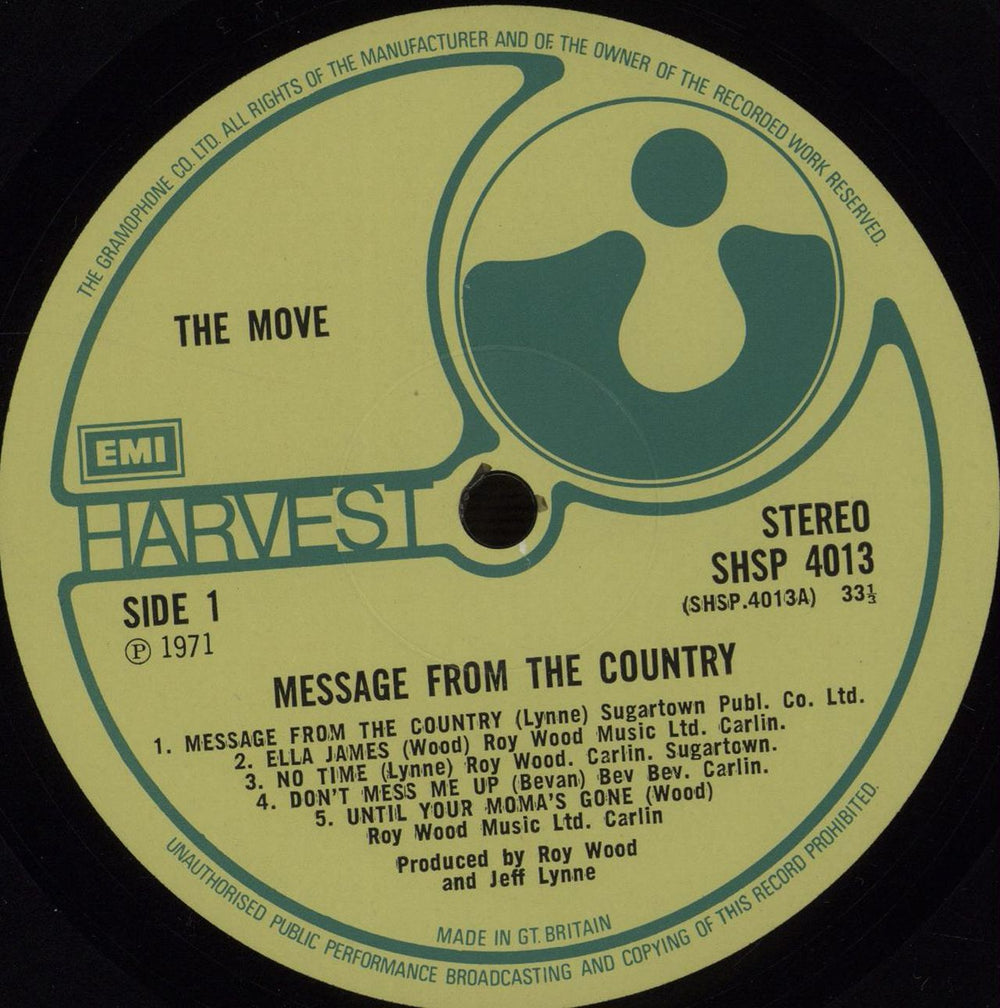 THE GRAMOPHONE CO. LTD. ALL RIGHTS OF THE MANUFACTURER AND OF THE OWNER OF THE RECORDED WORK RESERVED.
THE MOVE
EMI
HARVEST
STEREO
SHSP 4013
(SHSP.4013A) 33⅓
SIDE 1
℗ 1971
MESSAGE FROM THE COUNTRY
1. MESSAGE FROM THE COUNTRY (Lynne) Sugartown Publ. Co. Ltd.
2. ELLA JAMES (Wood) Roy Wood Music Ltd. Carlin.
3. NO TIME (Lynne) Roy Wood. Carlin. Sugartown.
4. DON'T MESS ME UP (Bevan) Bev Bev. Carlin.
5. UNTIL YOUR MOMA'S GONE (Wood)
Roy Wood Music Ltd. Carlin
Produced by Roy Wood
and Jeff Lynne
MADE IN GT. BRITAIN
UNAUTHORISED PUBLIC PERFORMANCE BROADCASTING AND COPYING OF THIS RECORD PROHIBITED.